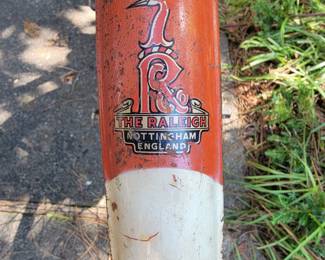 R
THE RALEIGH
NOTTINGHAM
ENGLAND